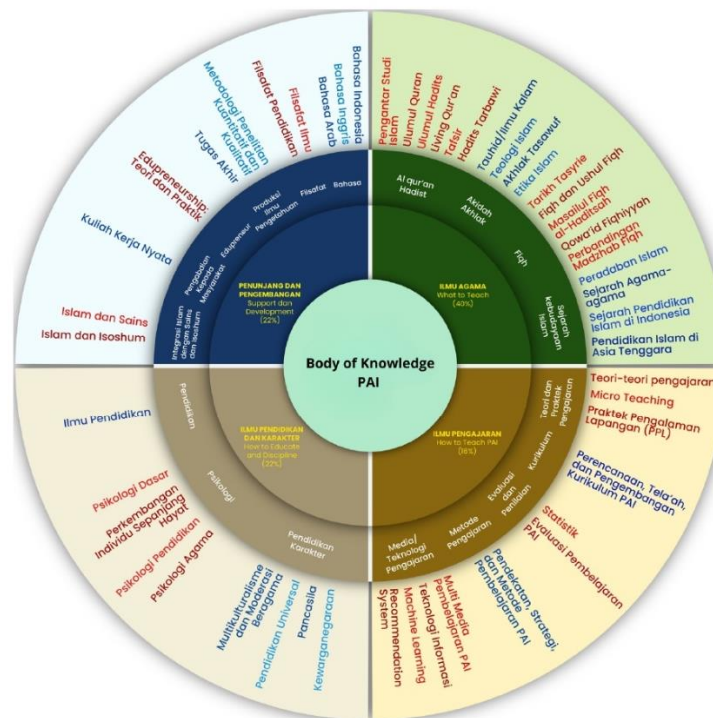 Bahasa Indonesia
Bahasa Inggris
Bahasa Arab
Filsafat Ilmu
Filsafat Pendidikan
Metodologi Penelitian
Kuantitatif dan
Kualitatif
Tugas Akhir
Edupreneurship:
Teori dan Praktik
Kuliah Kerja Nyata
Islam dan Sains
Islam dan Isoshum
Bahasa
Filsafat
Produksi
Ilmu
Pengetahuan
Edupreneur
Pengabaian
Kepada
Masyarakat
Integrasi Islam
dengan Sains
dan Isoshum
PENUNJANG DAN
PENGEMBANGAN
Support dan
Development
(22%)
Pengantar Studi
Islam
Ulumul Quran
Ulumul Hadits
Living Qur'an
Tafsir
Hadits Tarbawi
Tauhid/Ilmu Kalam
Teologi Islam
Akhlak Tasawuf
Etika Islam
Tarikh Tasyrie
Fiqh dan Ushul Fiqh
Masailul Fiqh
al-Haditsah
Qowa'id Fiqhiyyah
Perbandingan
Madzhab Fiqh
Peradaban Islam
Sejarah Agama-
agama
Sejarah Pendidikan
Islam di Indonesia
Pendidikan Islam di
Asia Tenggara
Al qur'an
Hadist
Akidah
Akhlak
Fiqh
Sejarah
kebudayaan
Islam
ILMU AGAMA
What to Teach
(40%)
Body of Knowledge
PAI
Teori-teori pengajaran
Micro Teaching
Praktek Pengalaman
Lapangan (PPL)
Perencanaan, Tela'ah,
dan Pengembangan
Kurikulum PAI
Statistik
Evaluasi Pembelajaran
PAI
Pendekatan, Strategi,
dan Metode
Pembelajaran PAI
Multi Media
Pembelajaran PAI
Teknologi Informasi
Machine Learning
Recommendation
System
Teori dan
Praktek
Pengajaran
Kurikulum
Evaluasi
dan
Penilaian
Metode
Pengajaran
Media/
Teknologi
Pengajaran
ILMU PENGAJARAN
How to Teach PAI
(16%)
Ilmu Pendidikan
Psikologi Dasar
Perkembangan
Individu Sepanjang
Hayat
Psikologi Pendidikan
Psikologi Agama
Multikulturalisme
dan Moderasi
Beragama
Pendidikan Universal
Pancasila
Kewarganegaraan
Pendidikan
Psikologi
Pendidikan
Karakter
ILMU PENDIDIKAN
DAN KARAKTER
How to Educate
and Discipline
(22%)